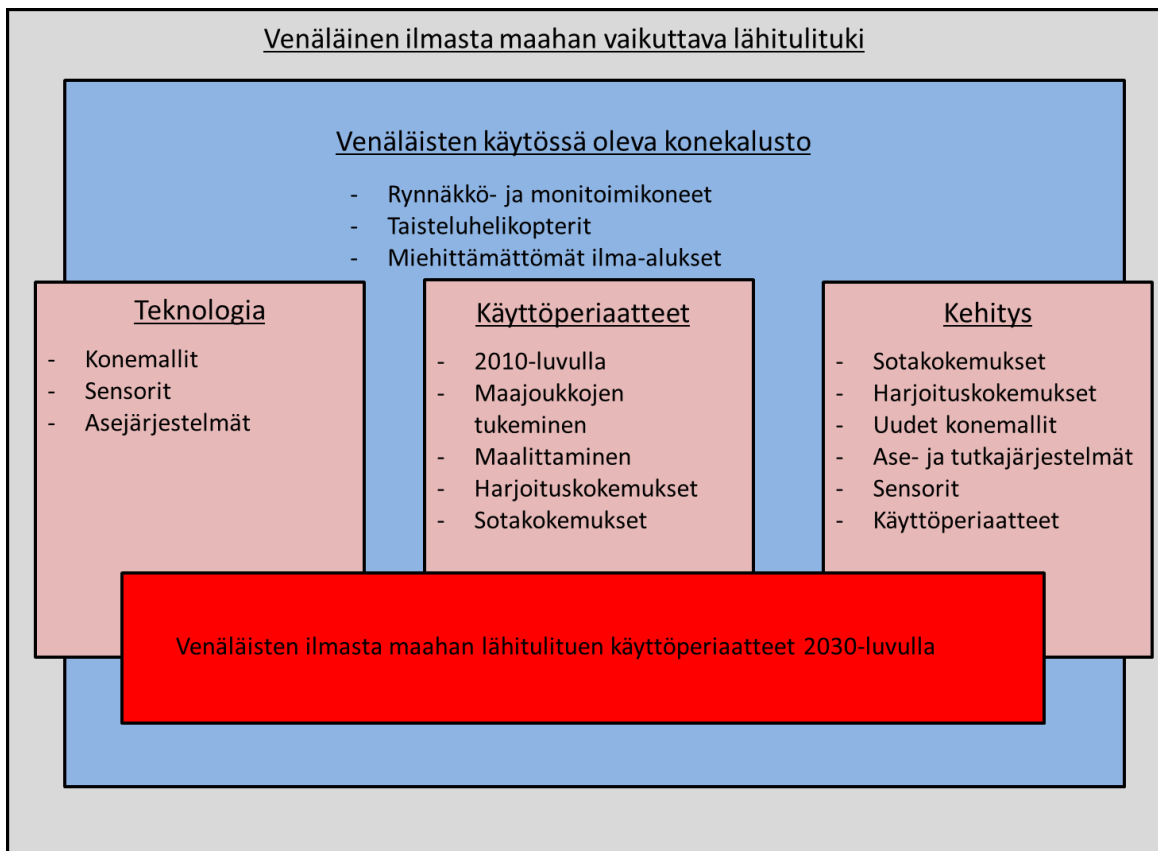 Venäläinen ilmasta maahan vaikuttava lähitulituki
Venäläisten käytössä oleva konekalusto
- Rynnäkkö- ja monitoimikoneet
- Taisteluhelikopterit
- Miehittämättömät ilma-alukset
Teknologia
- Konemallit
- Sensorit
- Asejärjestelmät
Käyttöperiaatteet
- 2010-luvulla
- Maajoukkojen
tukeminen
- Maalittaminen
- Harjoituskokemukset
- Sotakokemukset
Kehitys
- Sotakokemukset
- Harjoituskokemukset
- Uudet konemallit
- Ase- ja tutkajärjestelmät
- Sensorit
- Käyttöperiaatteet
Venäläisten ilmasta maahan lähitulituen käyttöperiaatteet 2030-luvulla